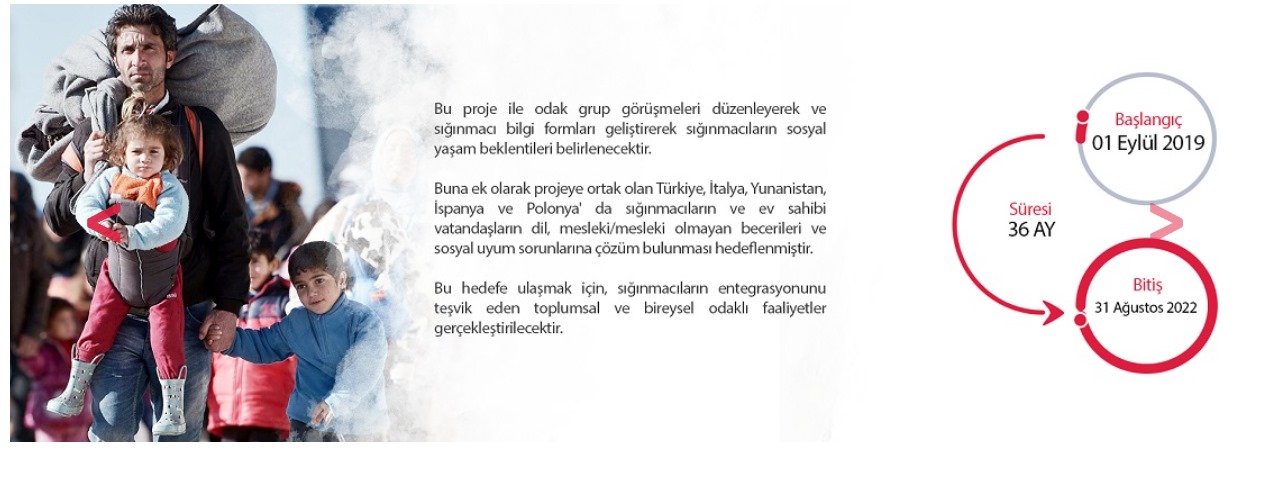 Bu proje ile odak grup görüşmeleri düzenleyerek ve
sığınmacı bilgi formları geliştirerek sığınmacıların sosyal
yaşam beklentileri belirlenecektir.
Buna ek olarak projeye ortak olan Türkiye, İtalya, Yunanistan,
İspanya ve Polonya' da sığınmacıların ve ev sahibi
vatandaşların dil, mesleki/mesleki olmayan becerileri ve
sosyal uyum sorunlarına çözüm bulunması hedeflenmiştir.
Bu hedefe ulaşmak için, sığınmacıların entegrasyonunu
teşvik eden toplumsal ve bireysel odaklı faaliyetler
gerçekleştirilecektir.
Başlangıç
01 Eylül 2019
Süresi
36 AY
Bitiş
31 Ağustos 2022